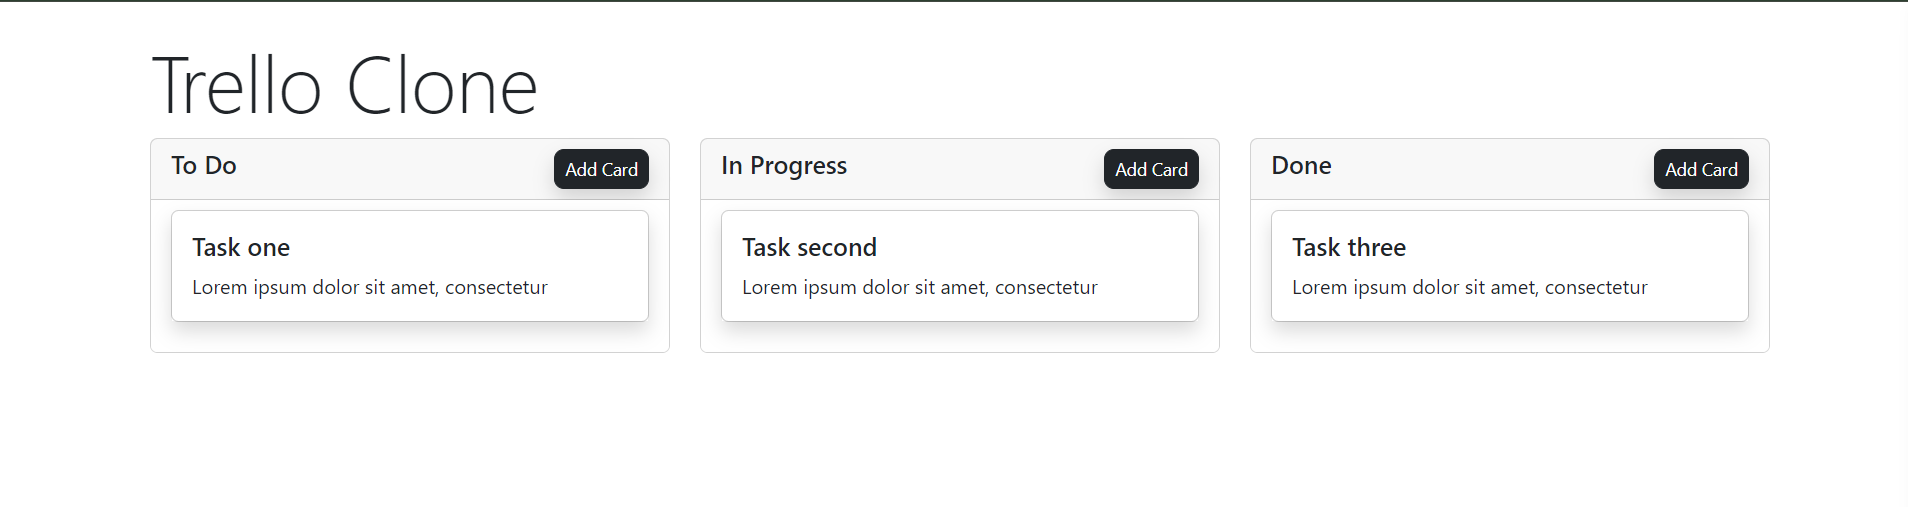 Trello Clone
To Do
Add Card
Task one
Lorem ipsum dolor sit amet, consectetur
In Progress
Add Card
Task second
Lorem ipsum dolor sit amet, consectetur
Done
Add Card
Task three
Lorem ipsum dolor sit amet, consectetur